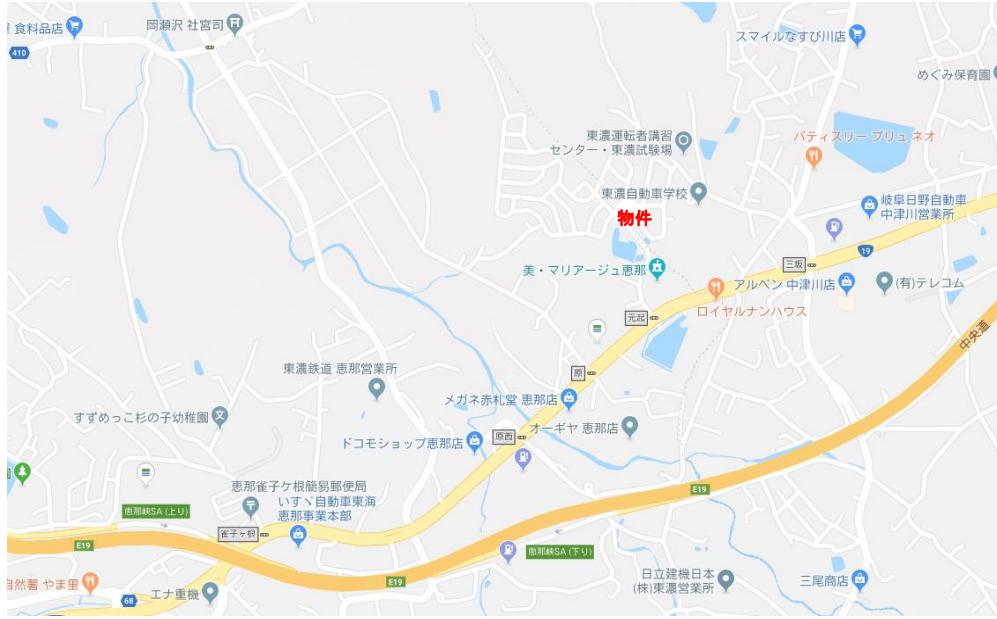 岡瀬沢 社宮司
食料品店
410
スマイルなすび川店
めぐみ保育園
東濃運転者講習
センター・東濃試験場
パティスリー ブリュ ネオ
東濃自動車学校
岐阜日野自動車
中津川営業所
物件
19
三坂
美・マリアージュ恵那
アルペン 中津川店
(有)テレコム
ロイヤルナンハウス
元起
中央道
東濃鉄道 恵那営業所
原
メガネ赤札堂 恵那店
すずめっこ杉の子幼稚園
オーギヤ 恵那店
ドコモショップ恵那店
原西
園
恵那雀子ケ根簡易郵便局
E19
いすゞ自動車東海
恵那事業本部
恵那峡SA (上り)
雀子ヶ根
E19
恵那峡SA (下り)
E19
自然薯 やま里
日立建機日本
(株)東濃営業所
三尾商店
エナ重機
68